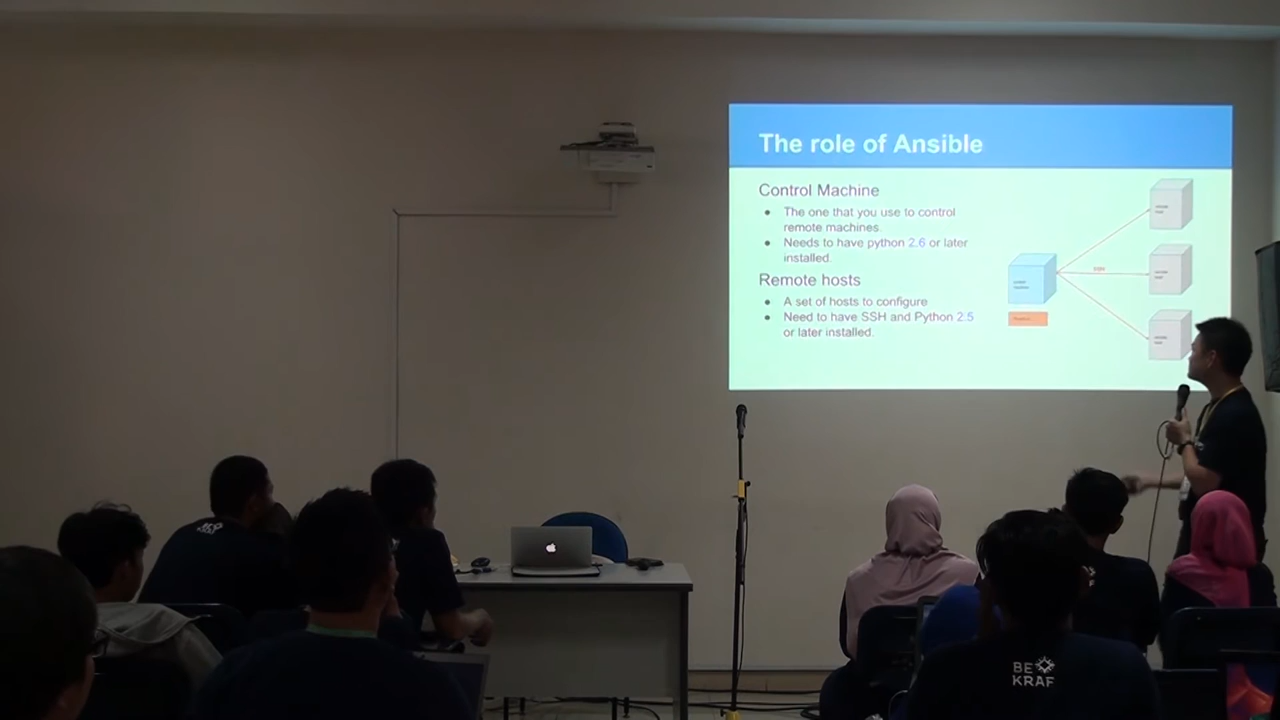 The role of Ansible
Control Machine
● The one that you use to control
remote machines.
● Needs to have python 2.6 or later
installed.
Remote hosts
● A set of hosts to configure
● Need to have SSH and Python 2.5
or later installed.
BE
KRAF